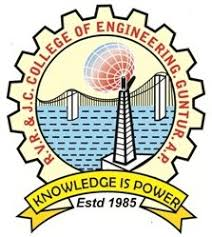 R.V.R. & J.C. COLLEGE OF ENGINEERING, GUNTUR, A.P.
KNOWLEDGE IS POWER
Estd 1985